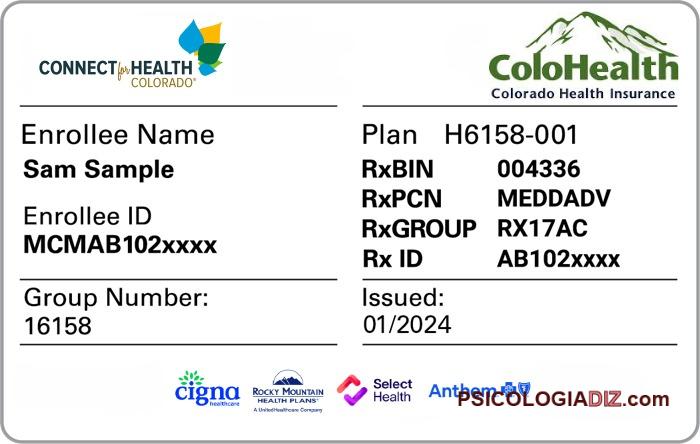 CONNECT for HEALTH
COLORADO®
ColoHealth
Colorado Health Insurance
Enrollee Name
Sam Sample
Enrollee ID
MCMAB102xxxx
Plan H6158-001
RxBIN 004336
RxPCN MEDDADV
RxGROUP RX17AC
Rx ID AB102xxxx
Group Number:
16158
Issued:
01/2024
cigna
healthcare
ROCKY MOUNTAIN
HEALTH PLANS®
A UnitedHealthcare Company
Select
Health
Anthem
PSICOLOGIADIZ.com